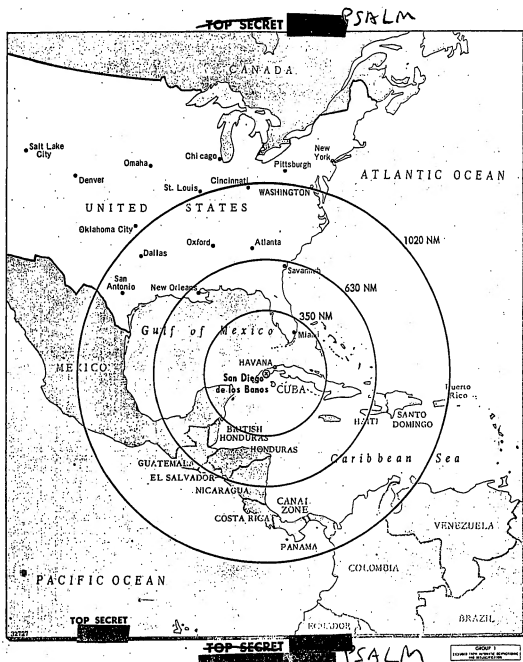 TOP SECRET PSALM
CANADA
Salt Lake City
Omaha
Chicago
New York
Pittsburgh
Denver
St. Louis
Cincinnati
WASHINGTON
ATLANTIC OCEAN
UNITED STATES
Oklahoma City
Oxford
Atlanta
1020 NM
Dallas
Savannah
San Antonio
New Orleans
630 NM
350 NM
Gulf of Mexico
Miami
MEXICO
HAVANA
San Diego de los Banos
CUBA
Puerto Rico
HAITI
SANTO DOMINGO
BRITISH HONDURAS
HONDURAS
GUATEMALA
Caribbean Sea
EL SALVADOR
NICARAGUA
CANAL ZONE
COSTA RICA
VENEZUELA
PANAMA
COLOMBIA
PACIFIC OCEAN
TOP SECRET
ECUADOR
BRAZIL
TOP SECRET PSALM
GROUP 1